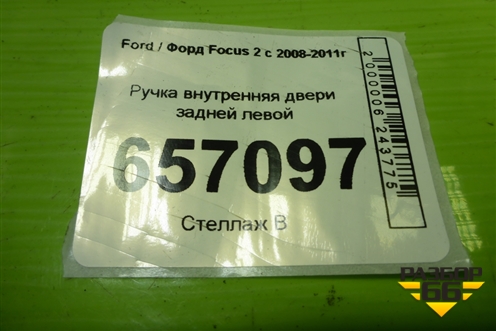 Ford / Форд Focus 2 с 2008-2011г
Ручка внутренняя двери
задней левой
657097
Стеллаж В
2000006243775
РАЗБОР
66